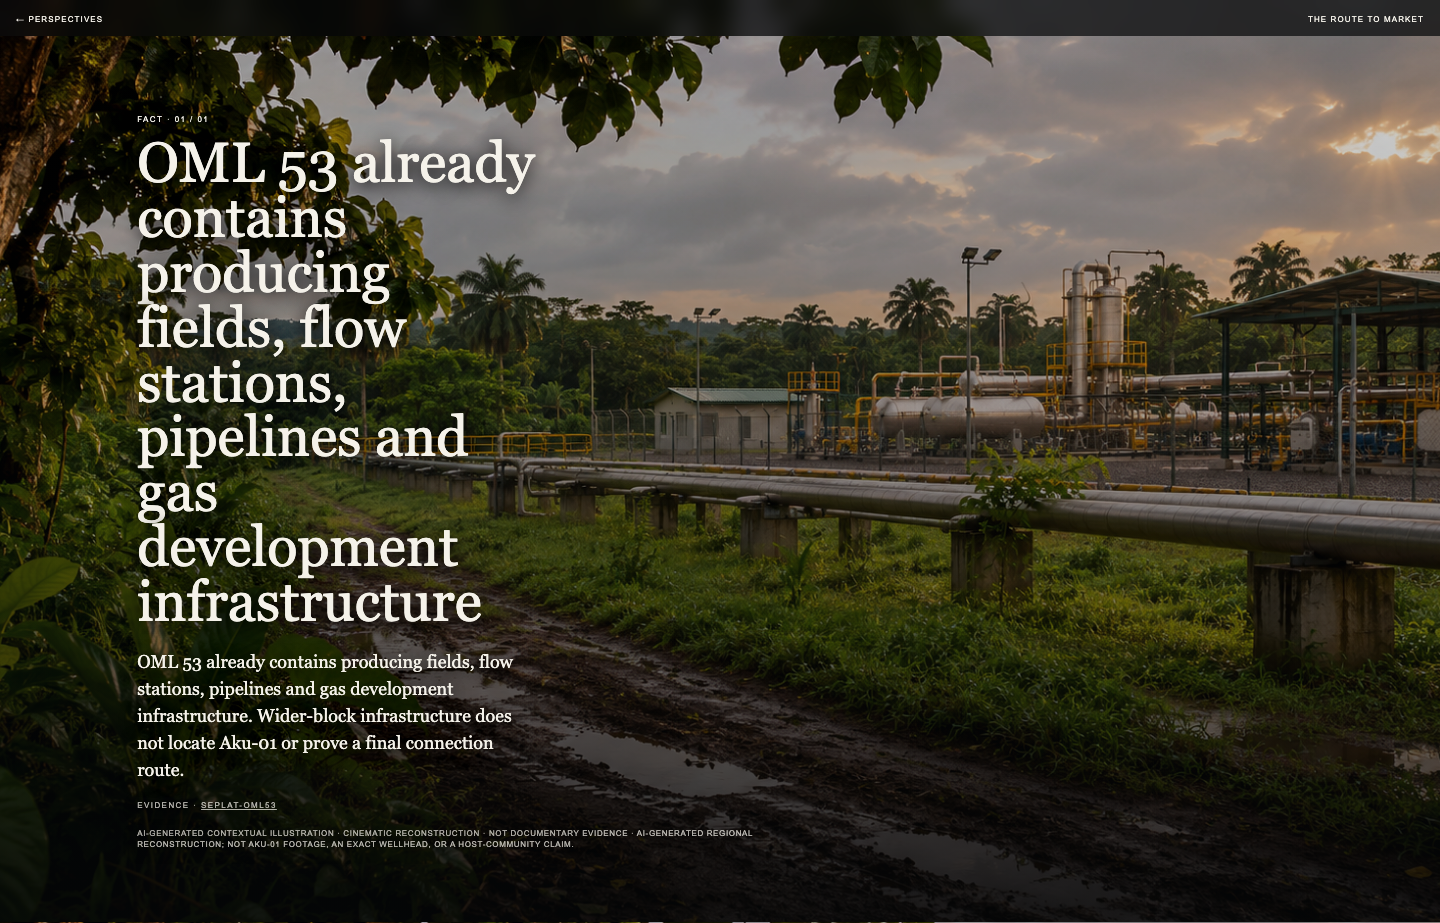 ← PERSPECTIVES
THE ROUTE TO MARKET
FACT · 01 / 01
OML 53 already
contains
producing
fields, flow
stations,
pipelines and
gas
development
infrastructure
OML 53 already contains producing fields, flow
stations, pipelines and gas development
infrastructure. Wider-block infrastructure does
not locate Aku-01 or prove a final connection
route.
EVIDENCE · SEPLAT-OML53
AI-GENERATED CONTEXTUAL ILLUSTRATION · CINEMATIC RECONSTRUCTION · NOT DOCUMENTARY EVIDENCE · AI-GENERATED REGIONAL
RECONSTRUCTION; NOT AKU-01 FOOTAGE, AN EXACT WELLHEAD, OR A HOST-COMMUNITY CLAIM.